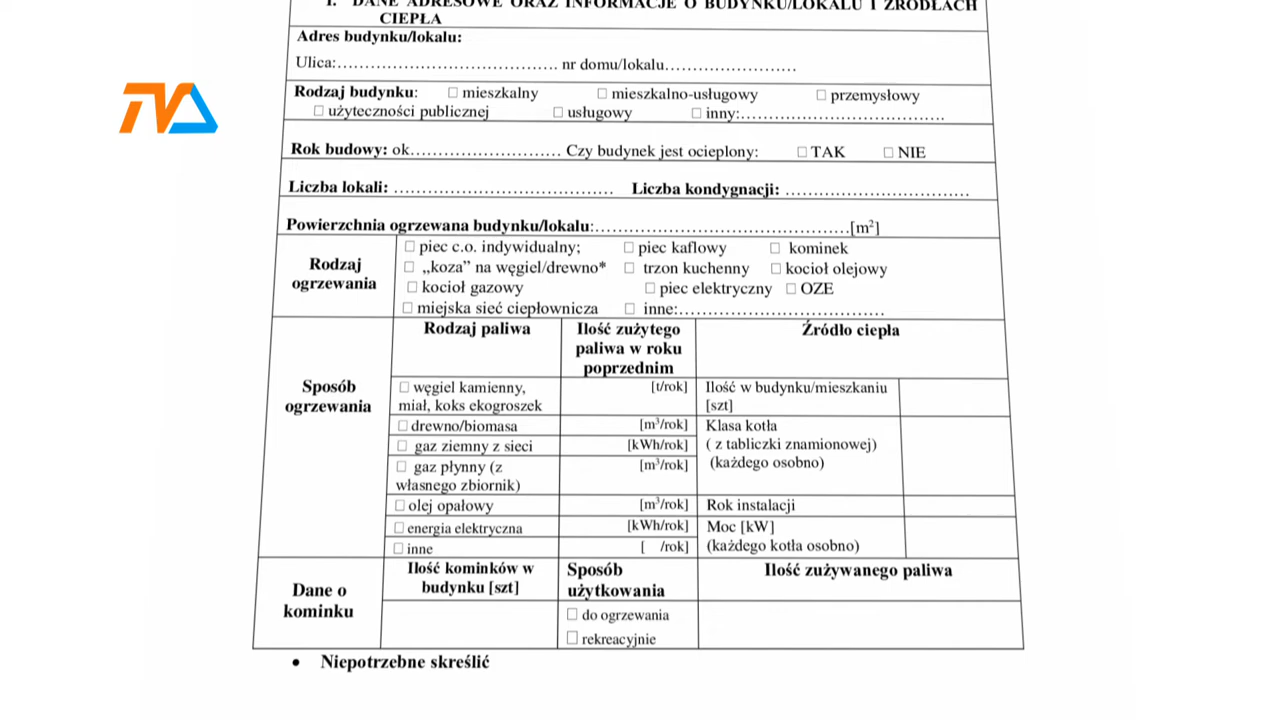 I. DANE ADRESOWE ORAZ INFORMACJE O BUDYNKU/LOKALU I ŹRÓDŁACH
CIEPŁA
Adres budynku/lokalu:
Ulica:....................................... nr domu/lokalu.......................
TVA
Rodzaj budynku: □ mieszkalny □ mieszkalno-usługowy □ przemysłowy
□ użyteczności publicznej □ usługowy □ inny:....................................
Rok budowy: ok........................... Czy budynek jest ocieplony: □ TAK □ NIE
Liczba lokali: ....................................... Liczba kondygnacji: .................................
Powierzchnia ogrzewana budynku/lokalu:.............................................[m²]
Rodzaj
ogrzewania
□ piec c.o. indywidualny; □ piec kaflowy □ kominek
□ „koza” na węgiel/drewno* □ trzon kuchenny □ kocioł olejowy
□ kocioł gazowy □ piec elektryczny □ OZE
□ miejska sieć ciepłownicza □ inne:....................................
Sposób
ogrzewania
Rodzaj paliwa
Ilość zużytego
paliwa w roku
poprzednim
Źródło ciepła
□ węgiel kamienny,
miał, koks ekogroszek
[t/rok]
Ilość w budynku/mieszkaniu
[szt]
□ drewno/biomasa
[m³/rok]
Klasa kotła
( z tabliczki znamionowej)
(każdego osobno)
□ gaz ziemny z sieci
[kWh/rok]
□ gaz płynny (z
własnego zbiornik)
[m³/rok]
□ olej opałowy
[m³/rok]
Rok instalacji
□ energia elektryczna
[kWh/rok]
Moc [kW]
(każdego kotła osobno)
□ inne
[ /rok]
Dane o
kominku
Ilość kominków w
budynku [szt]
Sposób
użytkowania
Ilość zużywanego paliwa
□ do ogrzewania
□ rekreacyjnie
• Niepotrzebne skreślić